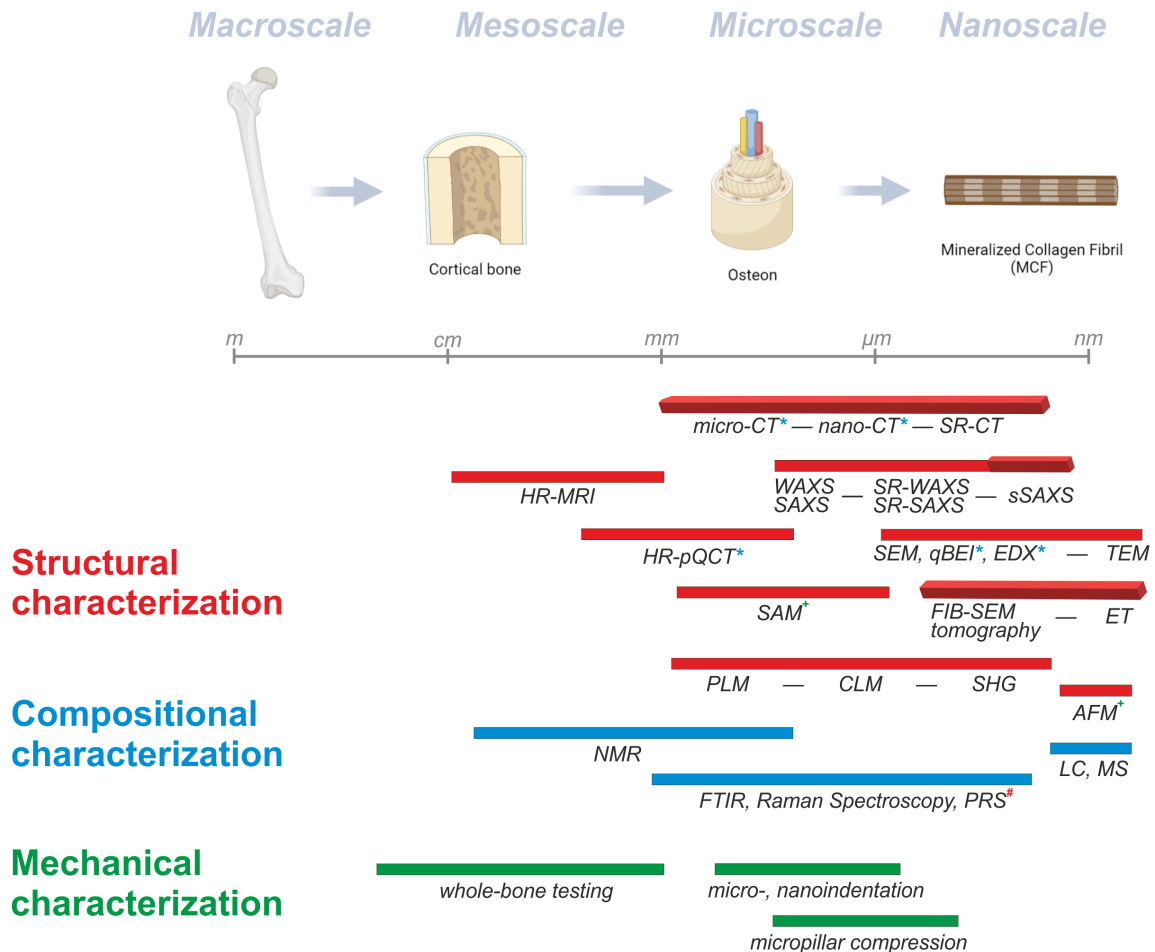 Macroscale Mesoscale Microscale Nanoscale
Cortical bone
Osteon
Mineralized Collagen Fibril
(MCF)
m cm mm µm nm
micro-CT* — nano-CT* — SR-CT
HR-MRI
WAXS — SR-WAXS — sSAXS
SAXS SR-SAXS
HR-pQCT*
SEM, qBEI*, EDX* — TEM
Structural
characterization
SAM+
FIB-SEM — ET
tomography
PLM — CLM — SHG
AFM+
Compositional
characterization
NMR
LC, MS
FTIR, Raman Spectroscopy, PRS#
Mechanical
characterization
whole-bone testing
micro-, nanoindentation
micropillar compression